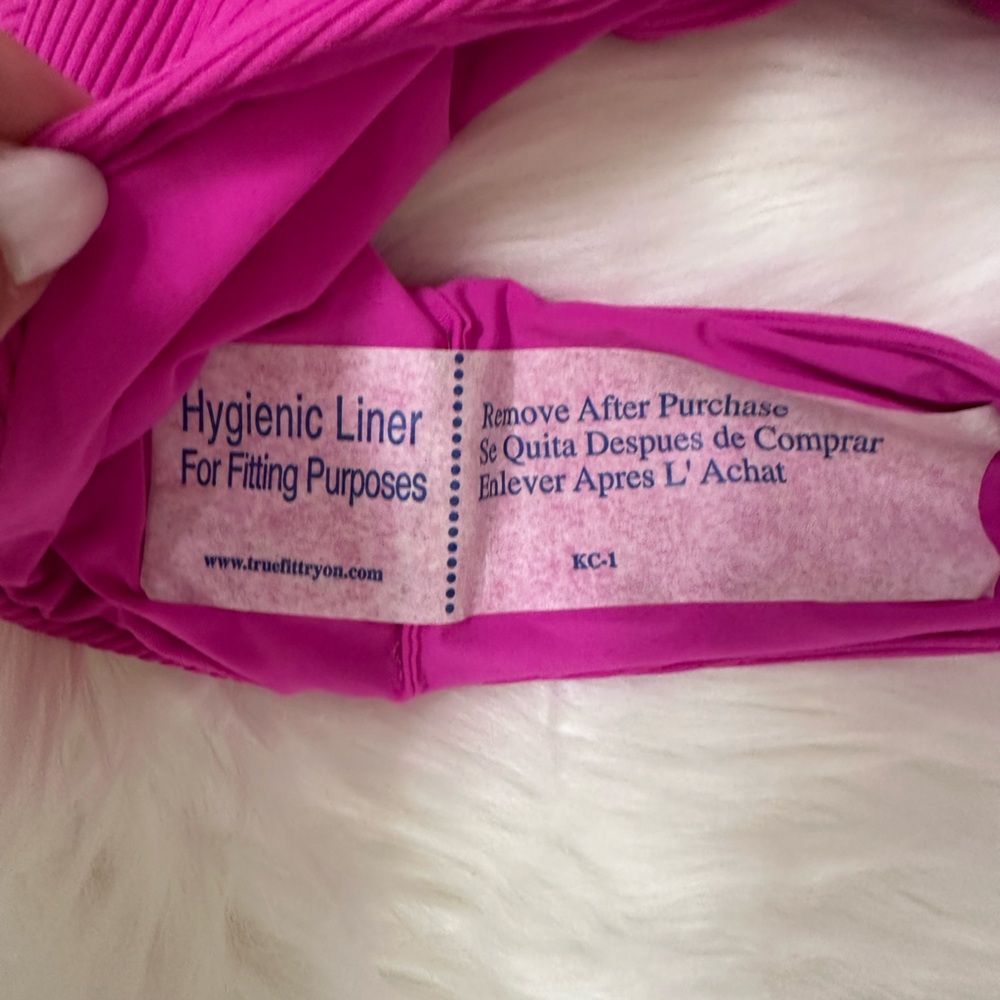 Hygienic Liner
For Fitting Purposes
www.truefittryon.com
Remove After Purchase
Se Quita Despues de Comprar
Enlever Apres L' Achat
KC-1